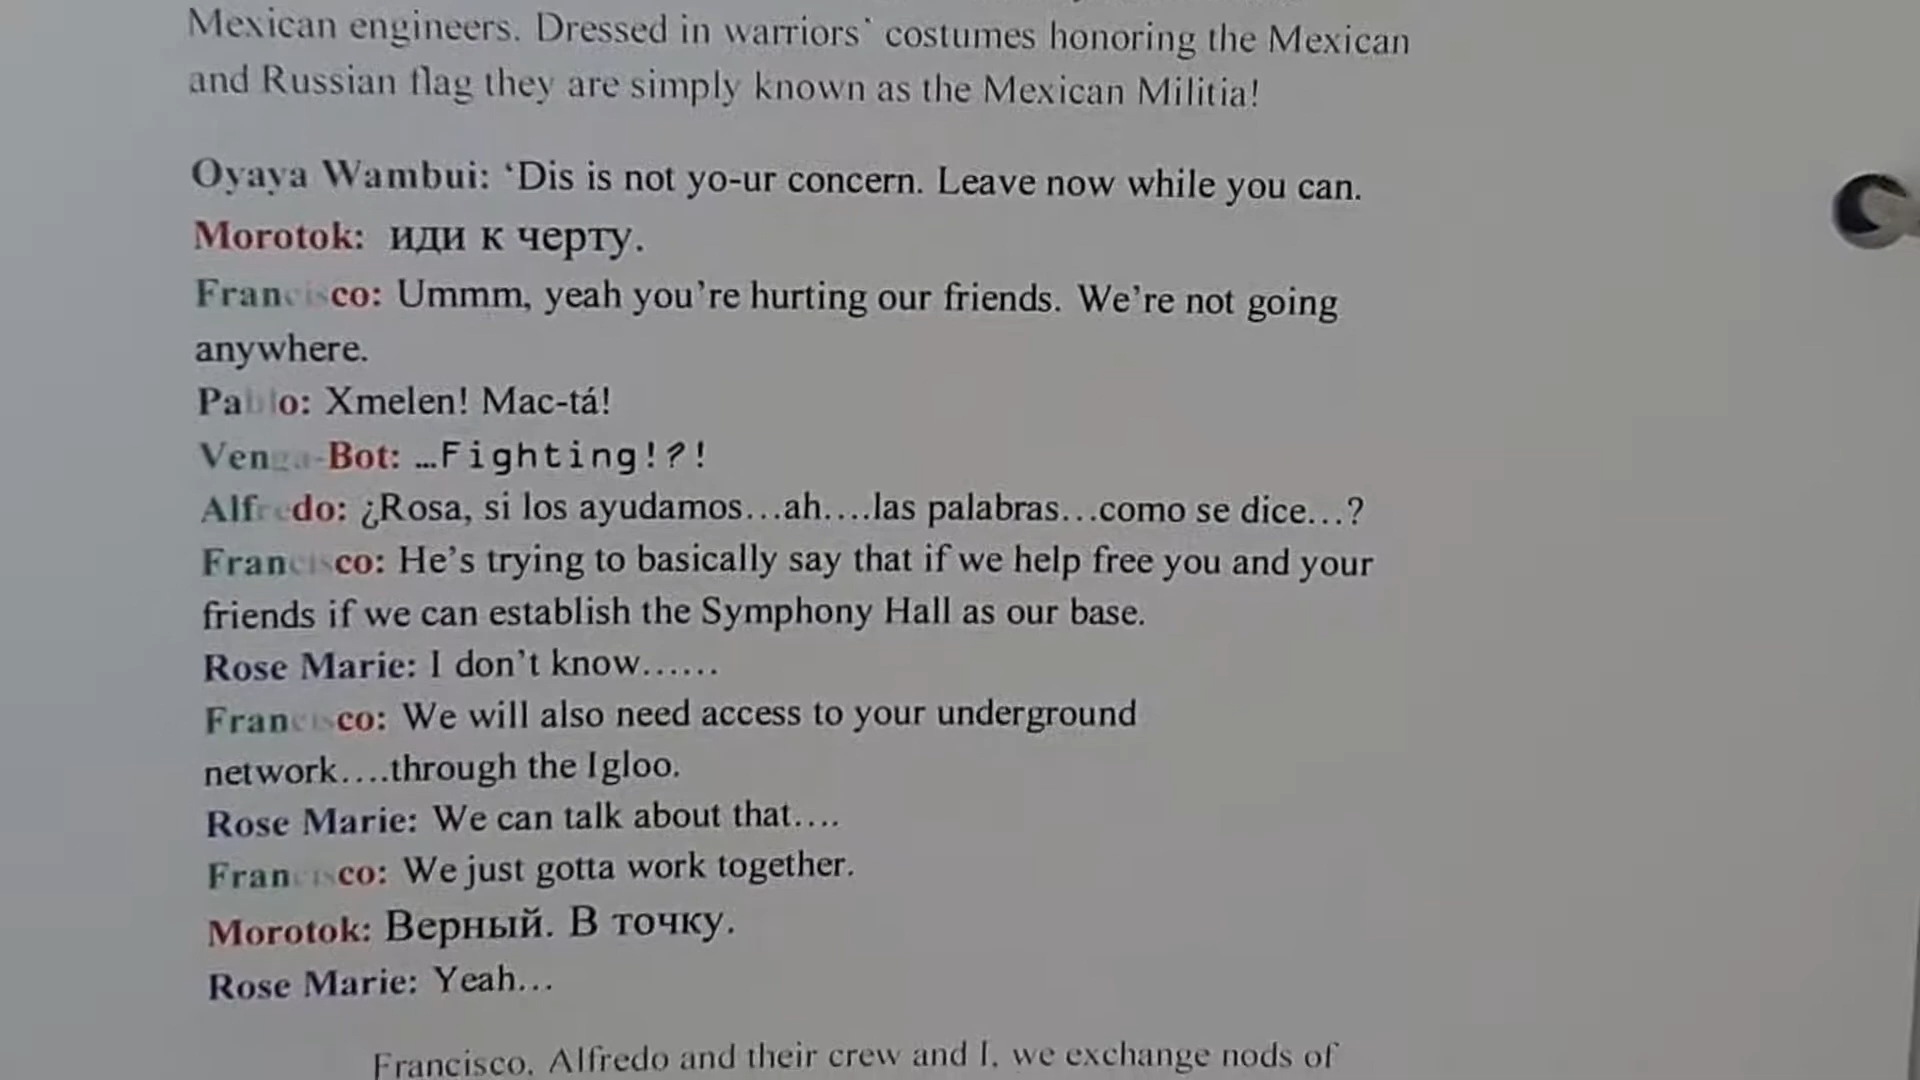 Mexican engineers. Dressed in warriors` costumes honoring the Mexican
and Russian flag they are simply known as the Mexican Militia!
Oyaya Wambui: ‘Dis is not yo-ur concern. Leave now while you can.
Morotok: иди к черту.
Francisco: Ummm, yeah you’re hurting our friends. We’re not going
anywhere.
Pablo: Xmelen! Mac-tá!
Venga-Bot: …Fighting!?!
Alfredo: ¿Rosa, si los ayudamos…ah….las palabras…como se dice…?
Francisco: He’s trying to basically say that if we help free you and your
friends if we can establish the Symphony Hall as our base.
Rose Marie: I don’t know……
Francisco: We will also need access to your underground
network….through the Igloo.
Rose Marie: We can talk about that….
Francisco: We just gotta work together.
Morotok: Верный. В точку.
Rose Marie: Yeah…
Francisco, Alfredo and their crew and I, we exchange nods of